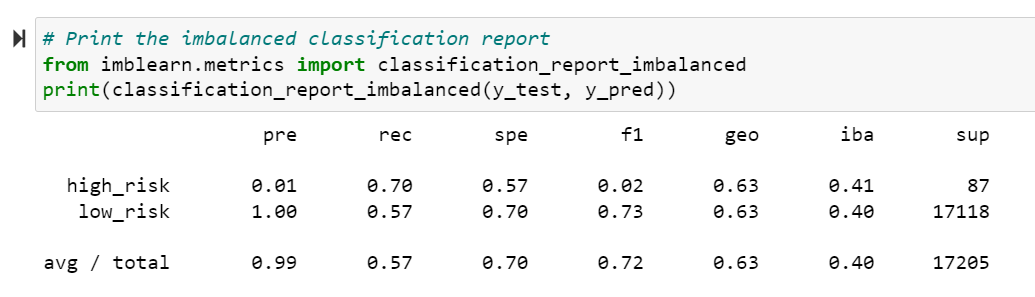 # Print the imbalanced classification report
from imblearn.metrics import classification_report_imbalanced
print(classification_report_imbalanced(y_test, y_pred))
pre rec spe f1 geo iba sup
high_risk 0.01 0.70 0.57 0.02 0.63 0.41 87
low_risk 1.00 0.57 0.70 0.73 0.63 0.40 17118
avg / total 0.99 0.57 0.70 0.72 0.63 0.40 17205